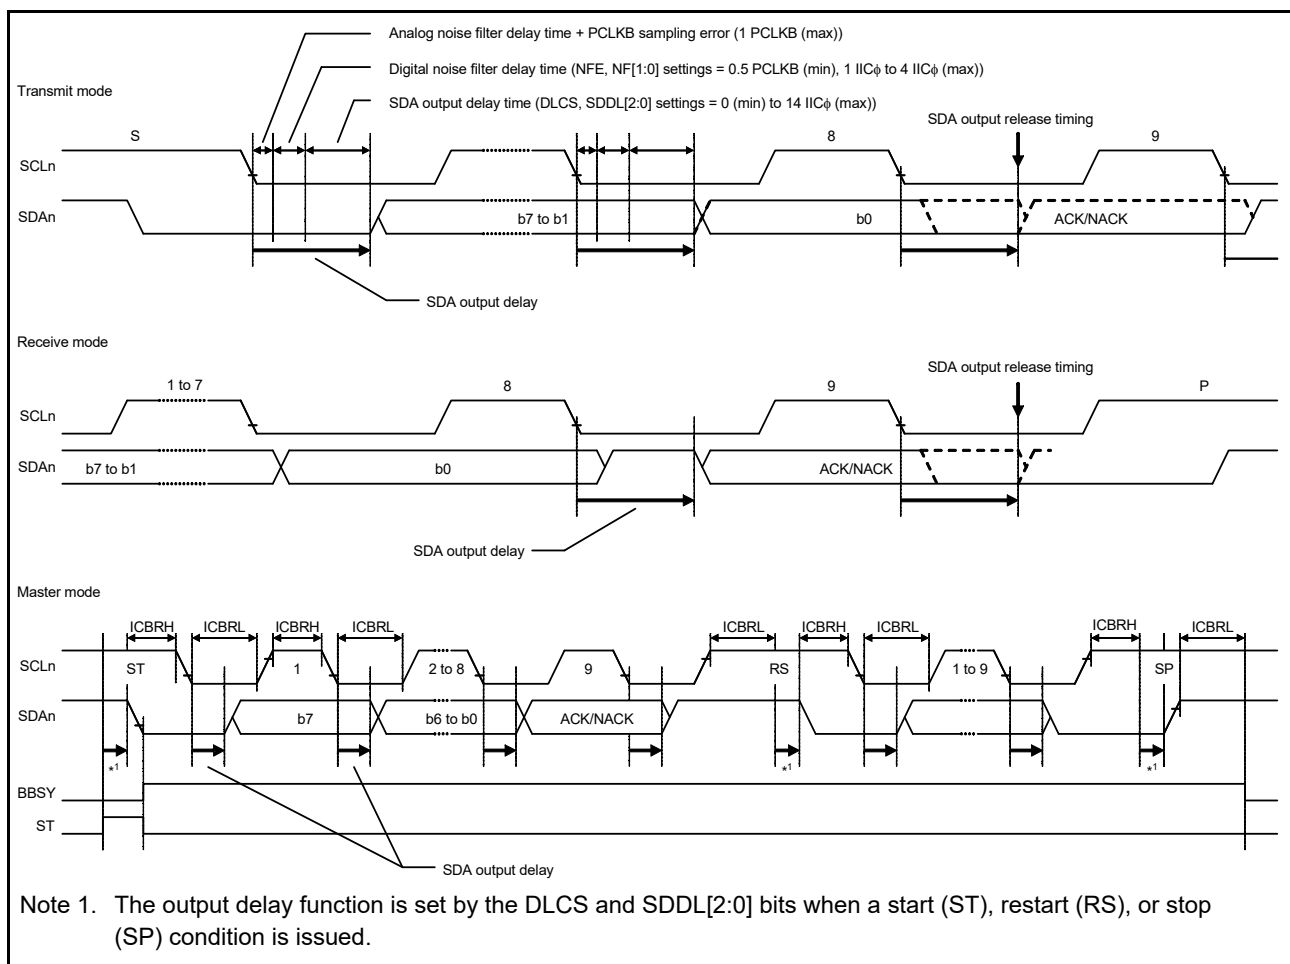 Analog noise filter delay time + PCLKB sampling error (1 PCLKB (max))
Digital noise filter delay time (NFE, NF[1:0] settings = 0.5 PCLKB (min), 1 IICϕ to 4 IICϕ (max))
Transmit mode
SDA output delay time (DLCS, SDDL[2:0] settings = 0 (min) to 14 IICϕ (max))
SDA output release timing
S
8
9
SCLn
SDAn
b7 to b1
b0
ACK/NACK
SDA output delay
Receive mode
SDA output release timing
1 to 7
8
9
P
SCLn
SDAn
b7 to b1
b0
ACK/NACK
SDA output delay
Master mode
ICBRH
ICBRL
ICBRH
ICBRL
ICBRL
ICBRH
ICBRL
ICBRH
ICBRL
SCLn
ST
1
2 to 8
9
RS
1 to 9
SP
SDAn
b7
b6 to b0
ACK/NACK
*1
*1
*1
BBSY
ST
SDA output delay
Note 1. The output delay function is set by the DLCS and SDDL[2:0] bits when a start (ST), restart (RS), or stop
(SP) condition is issued.